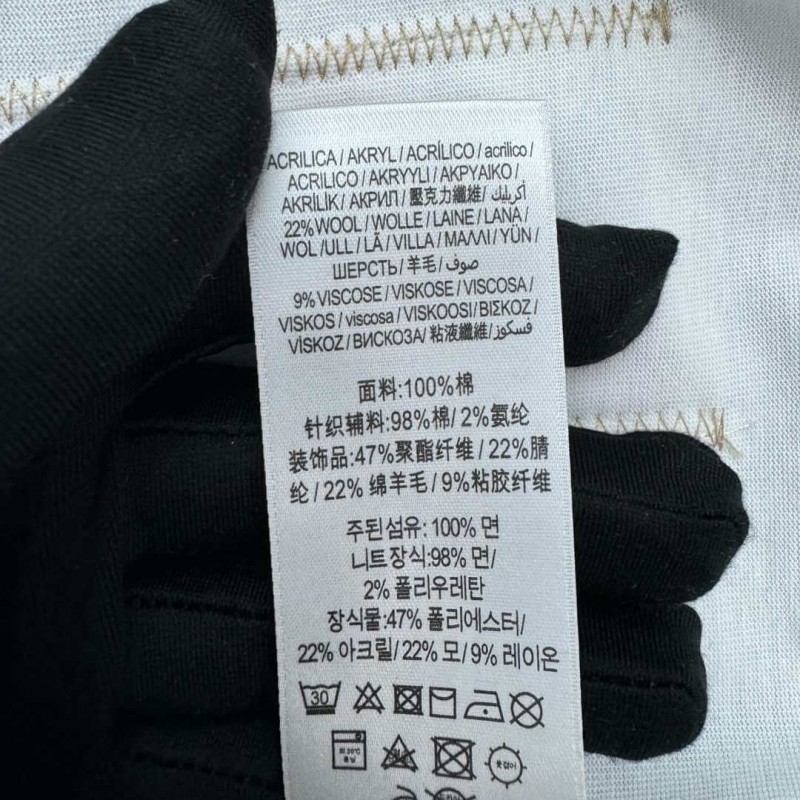 ACRILICA / AKRYL / ACRÍLICO / acrílico /
ACRILICO / AKRYYLI / ΑΚΡΥΛΙΚΟ /
AKRİLİK / АКРИЛ / 壓克力纖維 / أكريليك
22% WOOL / WOLLE / LAINE / LANA /
WOL / ULL / LÃ / VILLA / ΜΑΛΛΙ / YÜN /
ШЕРСТЬ / 羊毛 / صوف
9% VISCOSE / VISKOSE / VISCOSA /
VISKOS / viscosa / VISKOOSI / ΒΙΣΚΟΖ /
VİSKOZ / ВИСКОЗА / 粘液纖維 / فسكوز
面料:100%棉
针织辅料:98%棉/ 2%氨纶
装饰品:47%聚酯纤维 / 22%腈
纶 / 22% 绵羊毛 / 9%粘胶纤维
주된섬유: 100% 면
니트장식:98% 면/
2% 폴리우레탄
장식물:47% 폴리에스터/
22% 아크릴/ 22% 모/ 9% 레이온
30